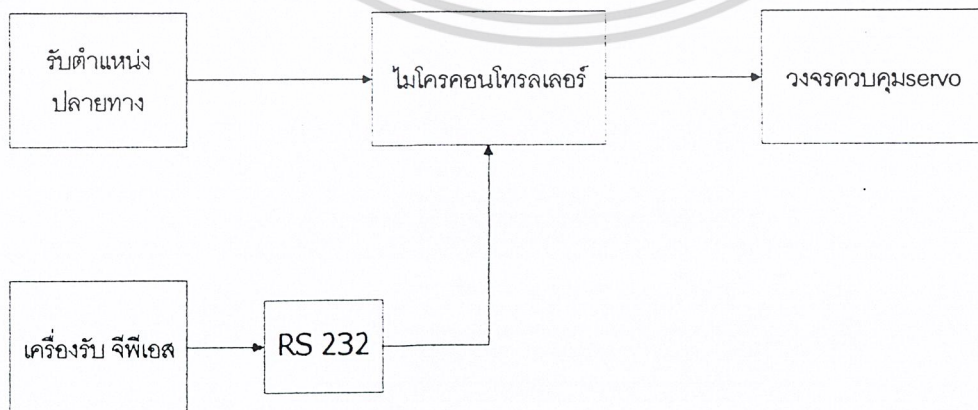 รับตำแหน่ง
ปลายทาง
ไมโครคอนโทรลเลอร์
วงจรควบคุมservo
เครื่องรับ จีพีเอส
RS 232